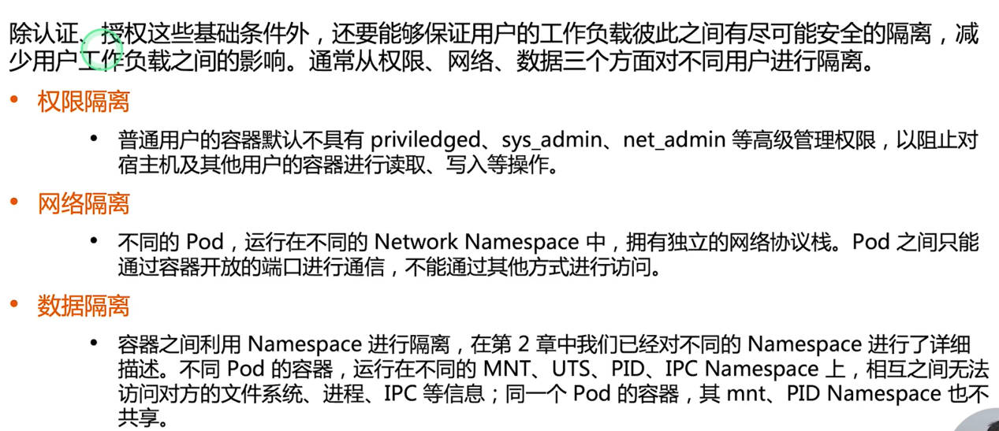 除认证、授权这些基础条件外，还要能够保证用户的工作负载彼此之间有尽可能安全的隔离，减
少用户工作负载之间的影响。通常从权限、网络、数据三个方面对不同用户进行隔离。
• 权限隔离
• 普通用户的容器默认不具有 priviledged、sys_admin、net_admin 等高级管理权限，以阻止对
宿主机及其他用户的容器进行读取、写入等操作。
• 网络隔离
• 不同的 Pod，运行在不同的 Network Namespace 中，拥有独立的网络协议栈。Pod 之间只能
通过容器开放的端口进行通信，不能通过其他方式进行访问。
• 数据隔离
• 容器之间利用 Namespace 进行隔离，在第 2 章中我们已经对不同的 Namespace 进行了详细
描述。不同 Pod 的容器，运行在不同的 MNT、UTS、PID、IPC Namespace 上，相互之间无法
访问对方的文件系统、进程、IPC 等信息；同一个 Pod 的容器，其 mnt、PID Namespace 也不
共享。